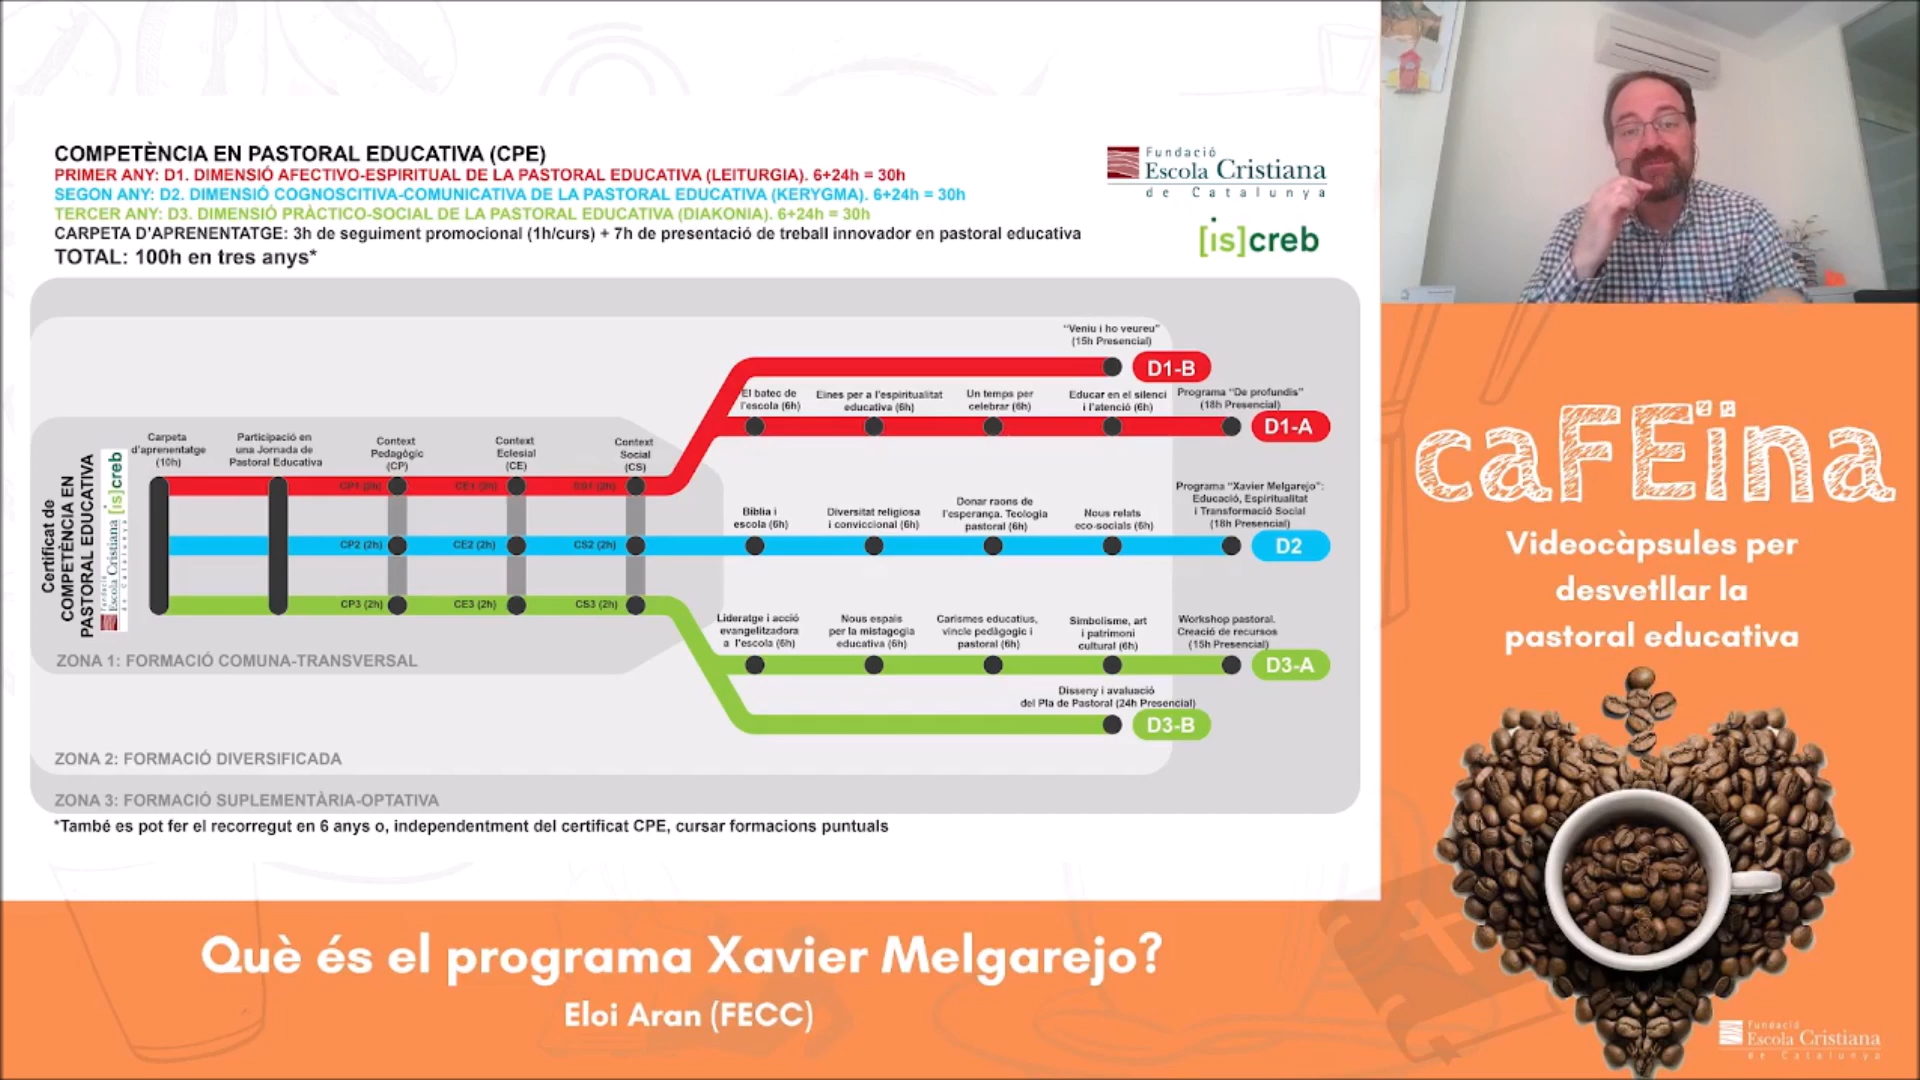 COMPETÈNCIA EN PASTORAL EDUCATIVA (CPE)
PRIMER ANY: D1. DIMENSIÓ AFECTIVO-ESPIRITUAL DE LA PASTORAL EDUCATIVA (LEITURGIA). 6+24h = 30h
SEGON ANY: D2. DIMENSIÓ COGNOSCITIVA-COMUNICATIVA DE LA PASTORAL EDUCATIVA (KERYGMA). 6+24h = 30h
TERCER ANY: D3. DIMENSIÓ PRÀCTICO-SOCIAL DE LA PASTORAL EDUCATIVA (DIAKONIA). 6+24h = 30h
CARPETA D'APRENENTATGE: 3h de seguiment promocional (1h/curs) + 7h de presentació de treball innovador en pastoral educativa
TOTAL: 100h en tres anys*
Fundació
Escola Cristiana
de Catalunya
[is]creb
"Veniu i ho veureu"
(15h Presencial)
D1-B
El batec de
l'escola (6h)
Eines per a l'espiritualitat
educativa (6h)
Un temps per
celebrar (6h)
Educar en el silenci
i l'atenció (6h)
Programa "De profundis"
(18h Presencial)
D1-A
Certificat de
COMPETÈNCIA EN
PASTORAL EDUCATIVA
Fundació
Escola Cristiana
de Catalunya
[is]creb
Carpeta
d'aprenentatge
(10h)
Participació en
una Jornada de
Pastoral Educativa
Context
Pedagògic
(CP)
Context
Eclesial
(CE)
Context
Social
(CS)
CP1 (2h)
CE1 (2h)
CS1 (2h)
CP2 (2h)
CE2 (2h)
CS2 (2h)
CP3 (2h)
CE3 (2h)
CS3 (2h)
Bíblia i
escola (6h)
Diversitat religiosa
i conviccional (6h)
Donar raons de
l'esperança. Teologia
pastoral (6h)
Nous relats
eco-socials (6h)
Programa "Xavier Melgarejo":
Educació, Espiritualitat
i Transformació Social
(18h Presencial)
D2
Lideratge i acció
evangelitzadora
a l'escola (6h)
Nous espais
per la mistagogia
educativa (6h)
Carismes educatius,
vincle pedagògic i
pastoral (6h)
Simbolisme, art
i patrimoni
cultural (6h)
Workshop pastoral.
Creació de recursos
(15h Presencial)
D3-A
Disseny i avaluació
del Pla de Pastoral (24h Presencial)
D3-B
ZONA 1: FORMACIÓ COMUNA-TRANSVERSAL
ZONA 2: FORMACIÓ DIVERSIFICADA
ZONA 3: FORMACIÓ SUPLEMENTÀRIA-OPTATIVA
*També es pot fer el recorregut en 6 anys o, independentment del certificat CPE, cursar formacions puntuals
Què és el programa Xavier Melgarejo?
Eloi Aran (FECC)
caFEïna
Videocàpsules per
desvetllar la
pastoral educativa
Fundació
Escola Cristiana
de Catalunya